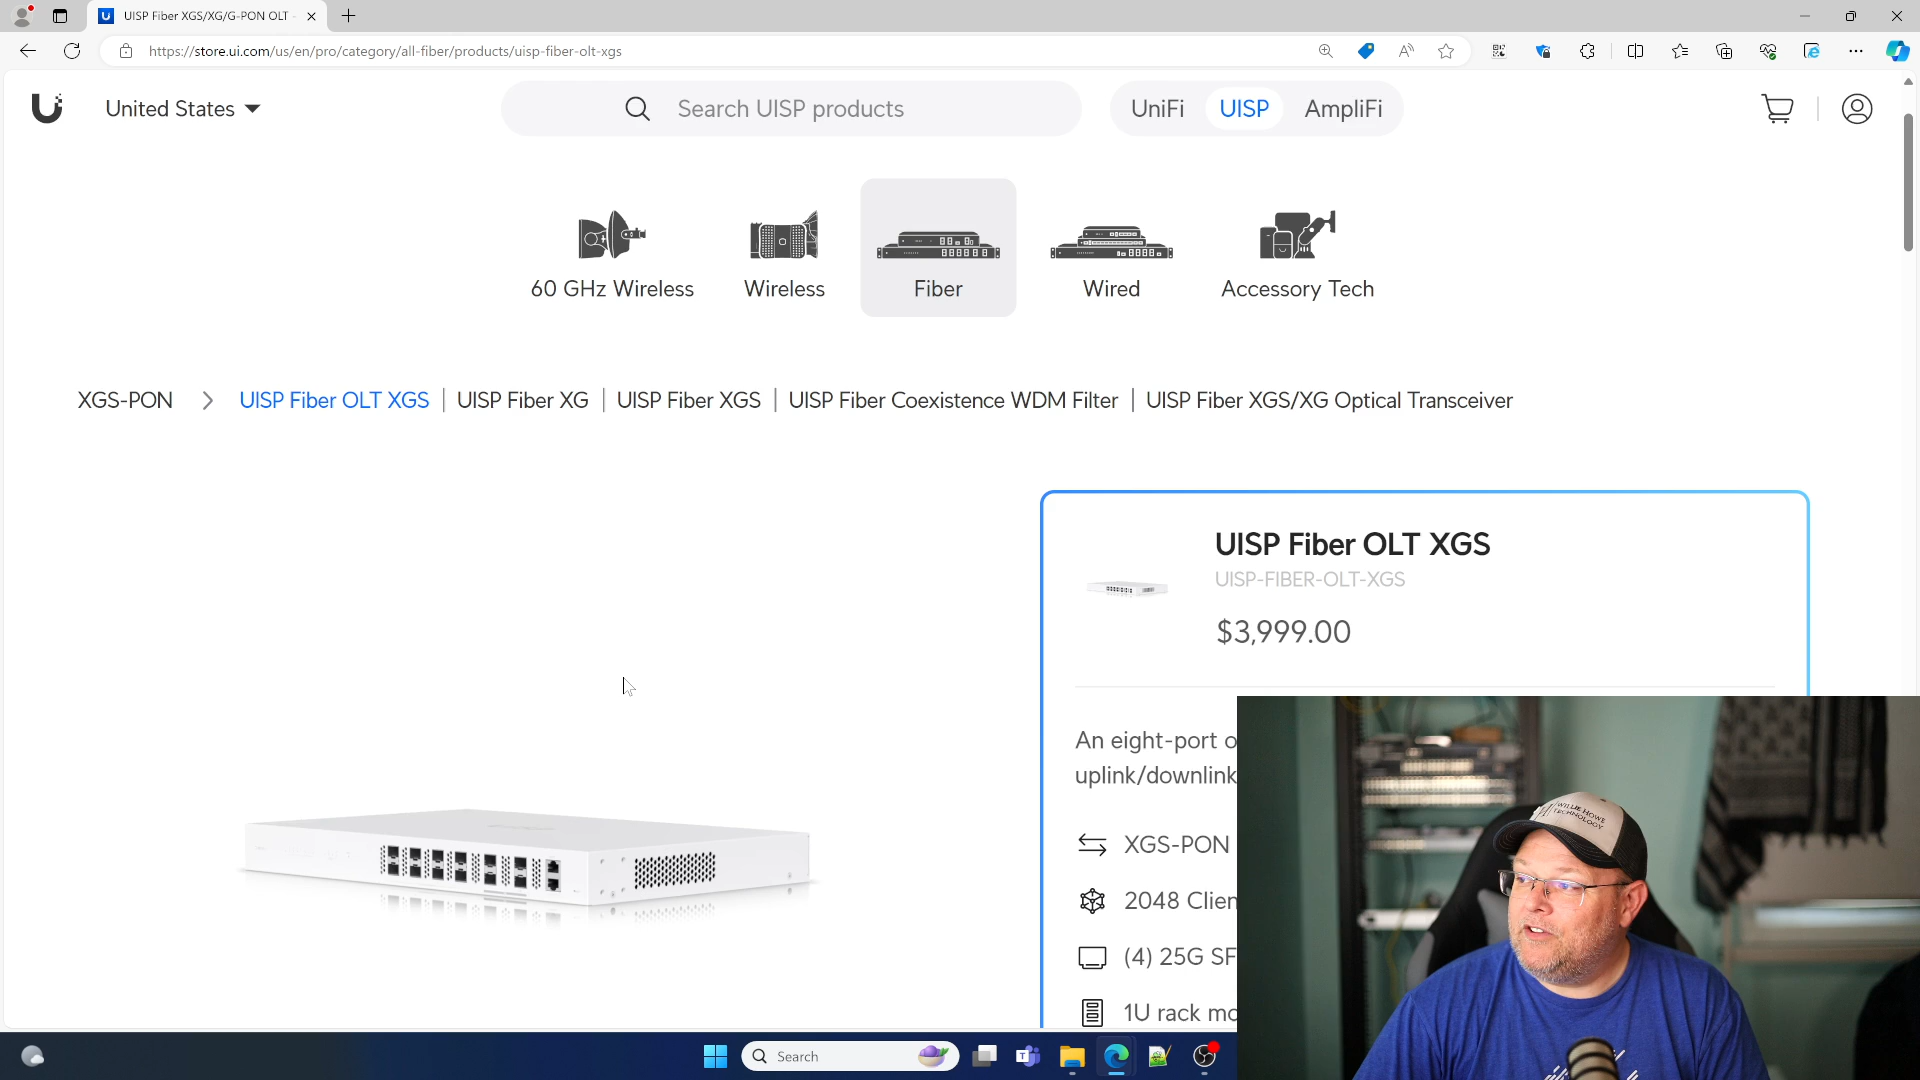 UISP Fiber XGS/XG/G-PON OLT -
https://store.ui.com/us/en/pro/category/all-fiber/products/uisp-fiber-olt-xgs
United States
Search UISP products
UniFi
UISP
AmpliFi
60 GHz Wireless
Wireless
Fiber
Wired
Accessory Tech
XGS-PON
UISP Fiber OLT XGS
UISP Fiber XG
UISP Fiber XGS
UISP Fiber Coexistence WDM Filter
UISP Fiber XGS/XG Optical Transceiver
UISP Fiber OLT XGS
UISP-FIBER-OLT-XGS
$3,999.00
An eight-port o
uplink/downlink
XGS-PON
2048 Clien
(4) 25G SF
1U rack mo
WILLIE HOWE
TECHNOLOGY
Search